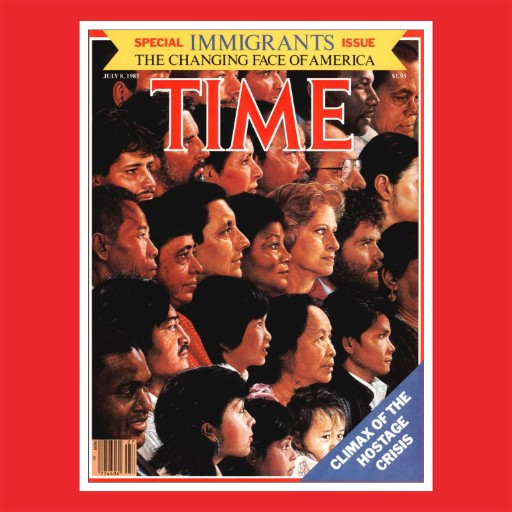 SPECIAL IMMIGRANTS ISSUE
THE CHANGING FACE OF AMERICA
JULY 8, 1985 $1.95
TIME
CLIMAX OF THE
HOSTAGE
CRISIS